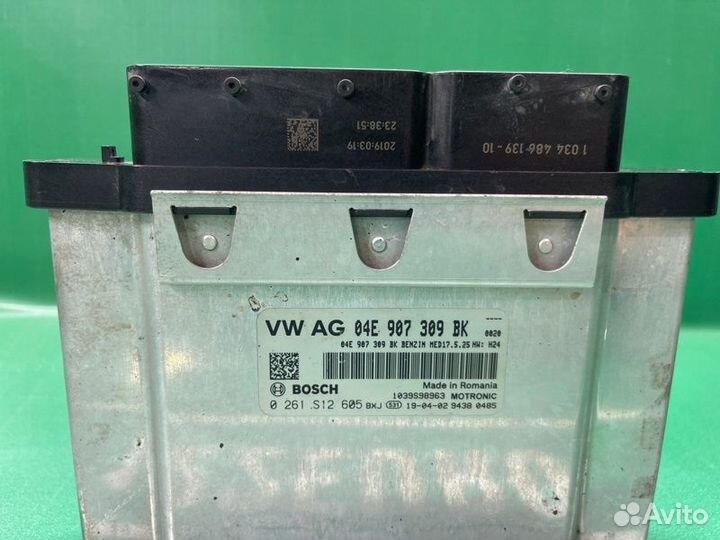 23:38:51
2019:03:19
1 034 486 139 - 10
VW AG 04E 907 309 BK 0020
04E 907 309 BK BENZIN MED17.5.25 HW: H24
BOSCH
Made in Romania
1039S98963 MOTRONIC
0 261 S12 605 BXJ 631 19-04-02 9438 0485
Avito